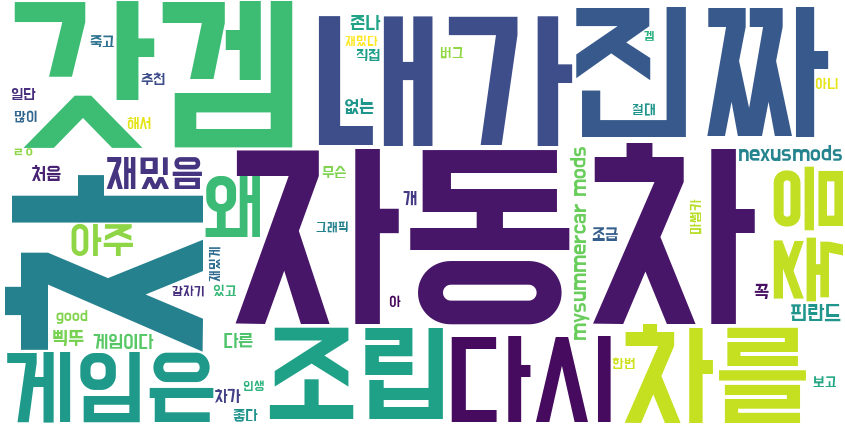 갓겜
내가
진짜
죽고
추천
일단
많이
해서
ㄹㅇ
처음
존나
재밌다
직접
없는
버그
겜
절대
아니
재밌음
왜
자동차
차
무슨
개
그래픽
아
조금
mysummercar mods
마썸카
nexusmods
음
꼭
핀란드
아주
재밌게
갑자기
있고
good
삑뚜
게임이다
다른
게임은
조립
다시
차를
한번
보고
인생
차가
좋다